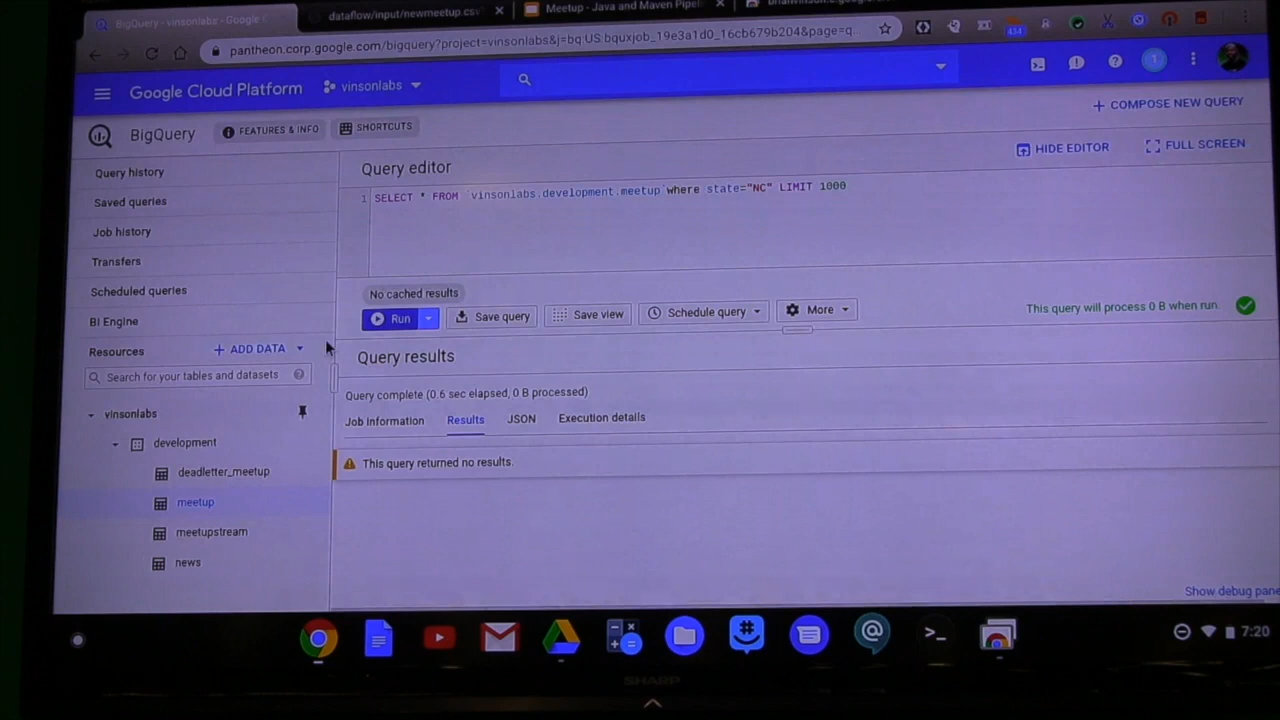 BigQuery - vinsonlabs - Google C
dataflow/input/newmeetup.csv
Meetup - Java and Maven Pipel
pantheon.corp.google.com/bigquery?project=vinsonlabs&j=bq:US:bquxjob_19e3a1d0_16cb679b204&page=q...
434
Google Cloud Platform
vinsonlabs
1
BigQuery
FEATURES & INFO
SHORTCUTS
+ COMPOSE NEW QUERY
Query history
Saved queries
Job history
Transfers
Scheduled queries
BI Engine
Resources
+ ADD DATA
Search for your tables and datasets
vinsonlabs
development
deadletter_meetup
meetup
meetupstream
news
Query editor
HIDE EDITOR
FULL SCREEN
1 SELECT * FROM `vinsonlabs.development.meetup`where state="NC" LIMIT 1000
No cached results
Run
Save query
Save view
Schedule query
More
This query will process 0 B when run.
Query results
Query complete (0.6 sec elapsed, 0 B processed)
Job information
Results
JSON
Execution details
This query returned no results.
Show debug pane
7:20
SHARP